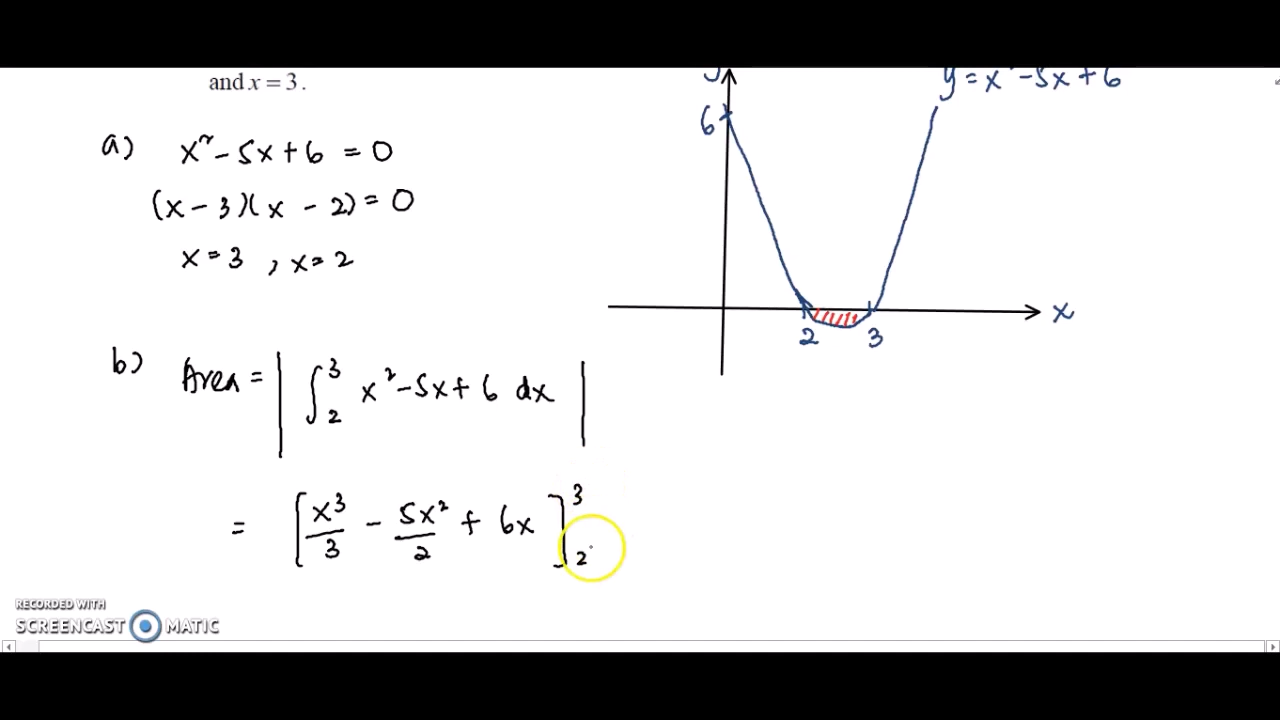 and x = 3.
y = x² - 5x + 6
6
a) x² - 5x + 6 = 0
(x - 3)(x - 2) = 0
x = 3 , x = 2
x
2 3
b) Area = | ∫₂³ x² - 5x + 6 dx |
= [ x³/3 - 5x²/2 + 6x ]₂³
RECORDED WITH
SCREENCAST MATIC